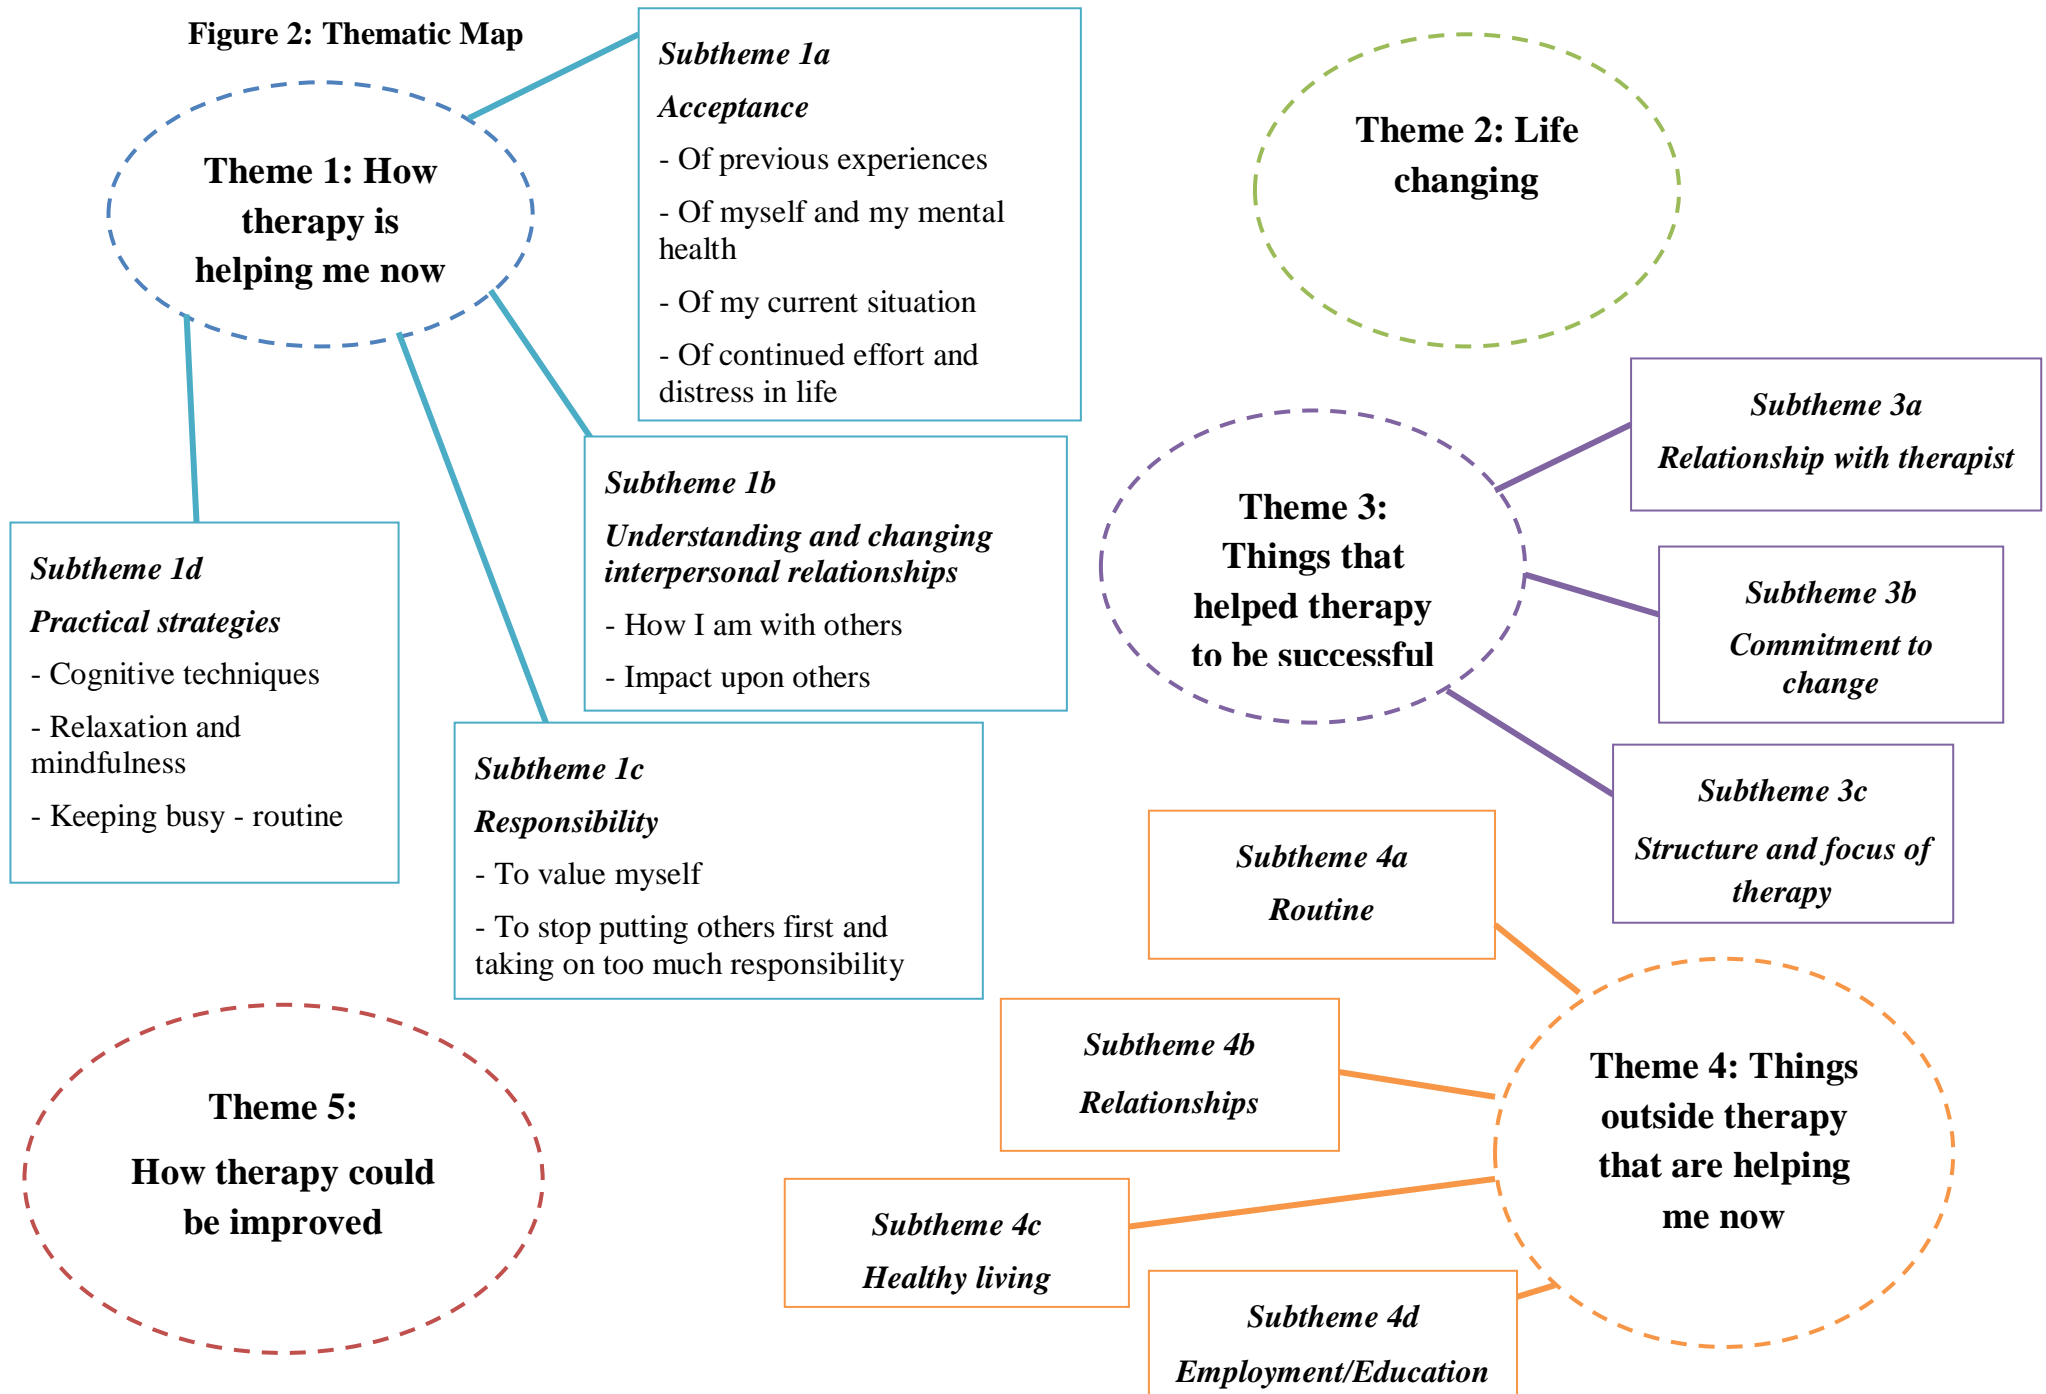 Figure 2: Thematic Map
Theme 1: How
therapy is
helping me now
Subtheme 1a
Acceptance
- Of previous experiences
- Of myself and my mental
health
- Of my current situation
- Of continued effort and
distress in life
Subtheme 1b
Understanding and changing
interpersonal relationships
- How I am with others
- Impact upon others
Subtheme 1c
Responsibility
- To value myself
- To stop putting others first and
taking on too much responsibility
Subtheme 1d
Practical strategies
- Cognitive techniques
- Relaxation and
mindfulness
- Keeping busy - routine
Theme 2: Life
changing
Theme 3:
Things that
helped therapy
to be successful
Subtheme 3a
Relationship with therapist
Subtheme 3b
Commitment to
change
Subtheme 3c
Structure and focus of
therapy
Subtheme 4a
Routine
Subtheme 4b
Relationships
Subtheme 4c
Healthy living
Subtheme 4d
Employment/Education
Theme 4: Things
outside therapy
that are helping
me now
Theme 5:
How therapy could
be improved